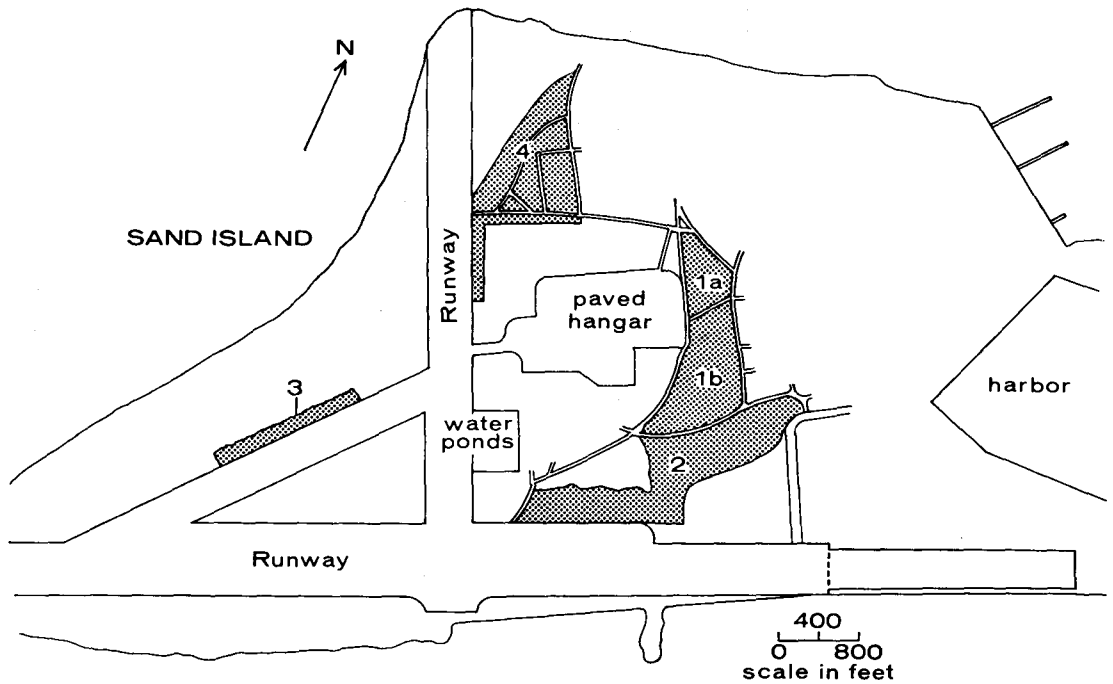 N
4
SAND ISLAND
Runway
paved
hangar
1a
1b
3
harbor
water
ponds
2
Runway
400
0 800
scale in feet